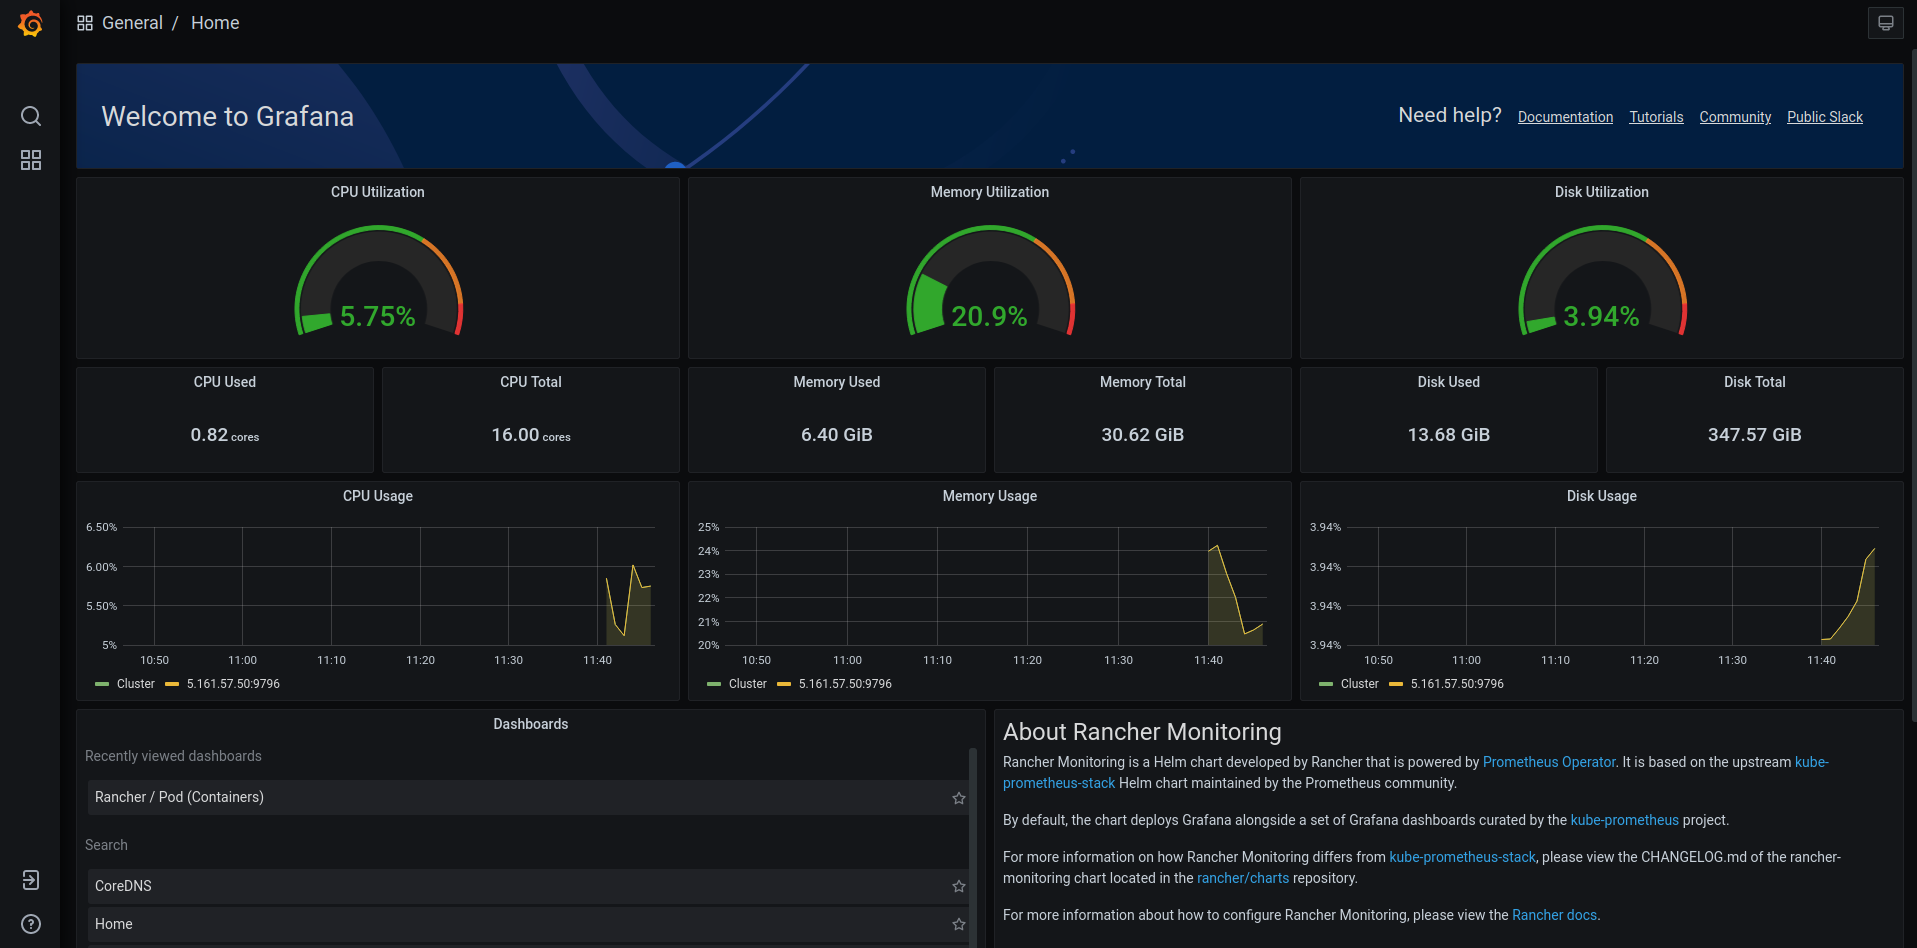 General / Home
Welcome to Grafana
Need help? Documentation Tutorials Community Public Slack
CPU Utilization
5.75%
Memory Utilization
20.9%
Disk Utilization
3.94%
CPU Used
0.82 cores
CPU Total
16.00 cores
Memory Used
6.40 GiB
Memory Total
30.62 GiB
Disk Used
13.68 GiB
Disk Total
347.57 GiB
CPU Usage
6.50%
6.00%
5.50%
5%
10:50 11:00 11:10 11:20 11:30 11:40
Cluster 5.161.57.50:9796
Memory Usage
25%
24%
23%
22%
21%
20%
10:50 11:00 11:10 11:20 11:30 11:40
Cluster 5.161.57.50:9796
Disk Usage
3.94%
3.94%
3.94%
3.94%
10:50 11:00 11:10 11:20 11:30 11:40
Cluster 5.161.57.50:9796
Dashboards
Recently viewed dashboards
Rancher / Pod (Containers)
Search
CoreDNS
Home
About Rancher Monitoring
Rancher Monitoring is a Helm chart developed by Rancher that is powered by Prometheus Operator. It is based on the upstream kube-
prometheus-stack Helm chart maintained by the Prometheus community.
By default, the chart deploys Grafana alongside a set of Grafana dashboards curated by the kube-prometheus project.
For more information on how Rancher Monitoring differs from kube-prometheus-stack, please view the CHANGELOG.md of the rancher-
monitoring chart located in the rancher/charts repository.
For more information about how to configure Rancher Monitoring, please view the Rancher docs.